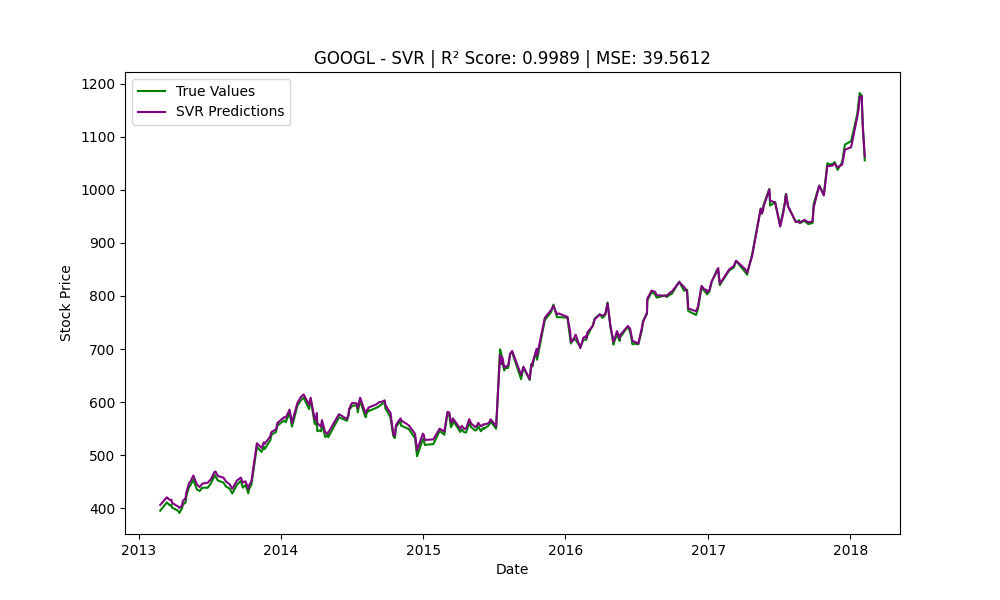 GOOGL - SVR | R² Score: 0.9989 | MSE: 39.5612
True Values
SVR Predictions
1200
1100
1000
900
800
700
600
500
400
Stock Price
2013 2014 2015 2016 2017 2018
Date